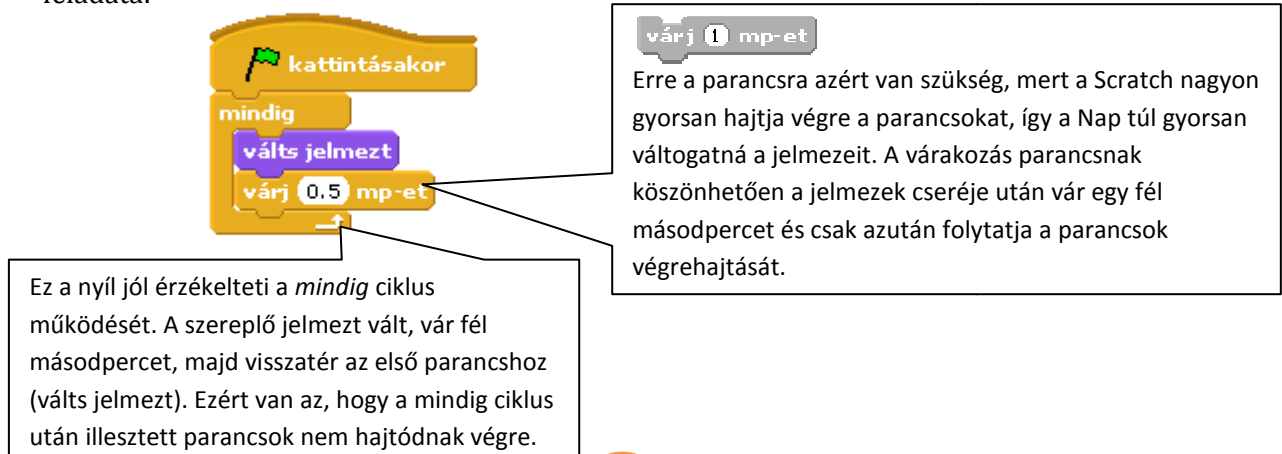 feladata.
kattintásakor
mindig
válts jelmezt
várj 0.5 mp-et
várj 1 mp-et
Erre a parancsra azért van szükség, mert a Scratch nagyon
gyorsan hajtja végre a parancsokat, így a Nap túl gyorsan
váltogatná a jelmezeit. A várakozás parancsnak
köszönhetően a jelmezek cseréje után vár egy fél
másodpercet és csak azután folytatja a parancsok
végrehajtását.
Ez a nyíl jól érzékelteti a mindig ciklus
működését. A szereplő jelmezt vált, vár fél
másodpercet, majd visszatér az első parancshoz
(válts jelmezt). Ezért van az, hogy a mindig ciklus
után illesztett parancsok nem hajtódnak végre.